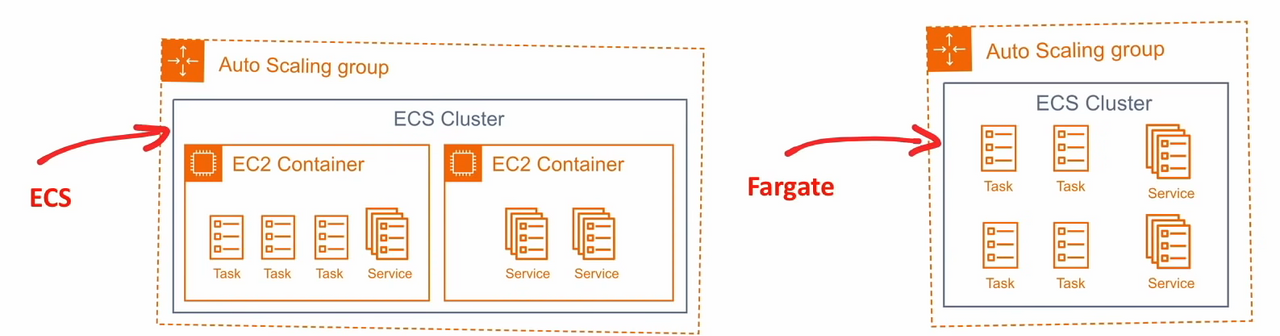 Auto Scaling group
ECS Cluster
EC2 Container
EC2 Container
Task
Task
Task
Service
Service
Service
ECS
Auto Scaling group
ECS Cluster
Task
Task
Service
Task
Task
Service
Fargate